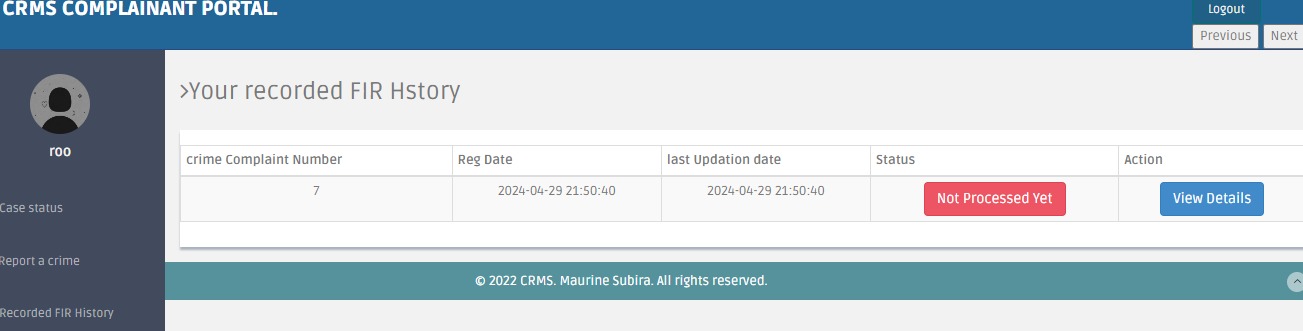 CRMS COMPLAINANT PORTAL.
Logout
Previous Next
roo
Case status
Report a crime
Recorded FIR History
>Your recorded FIR Hstory
crime Complaint Number Reg Date last Updation date Status Action
7 2024-04-29 21:50:40 2024-04-29 21:50:40 Not Processed Yet View Details
© 2022 CRMS. Maurine Subira. All rights reserved.